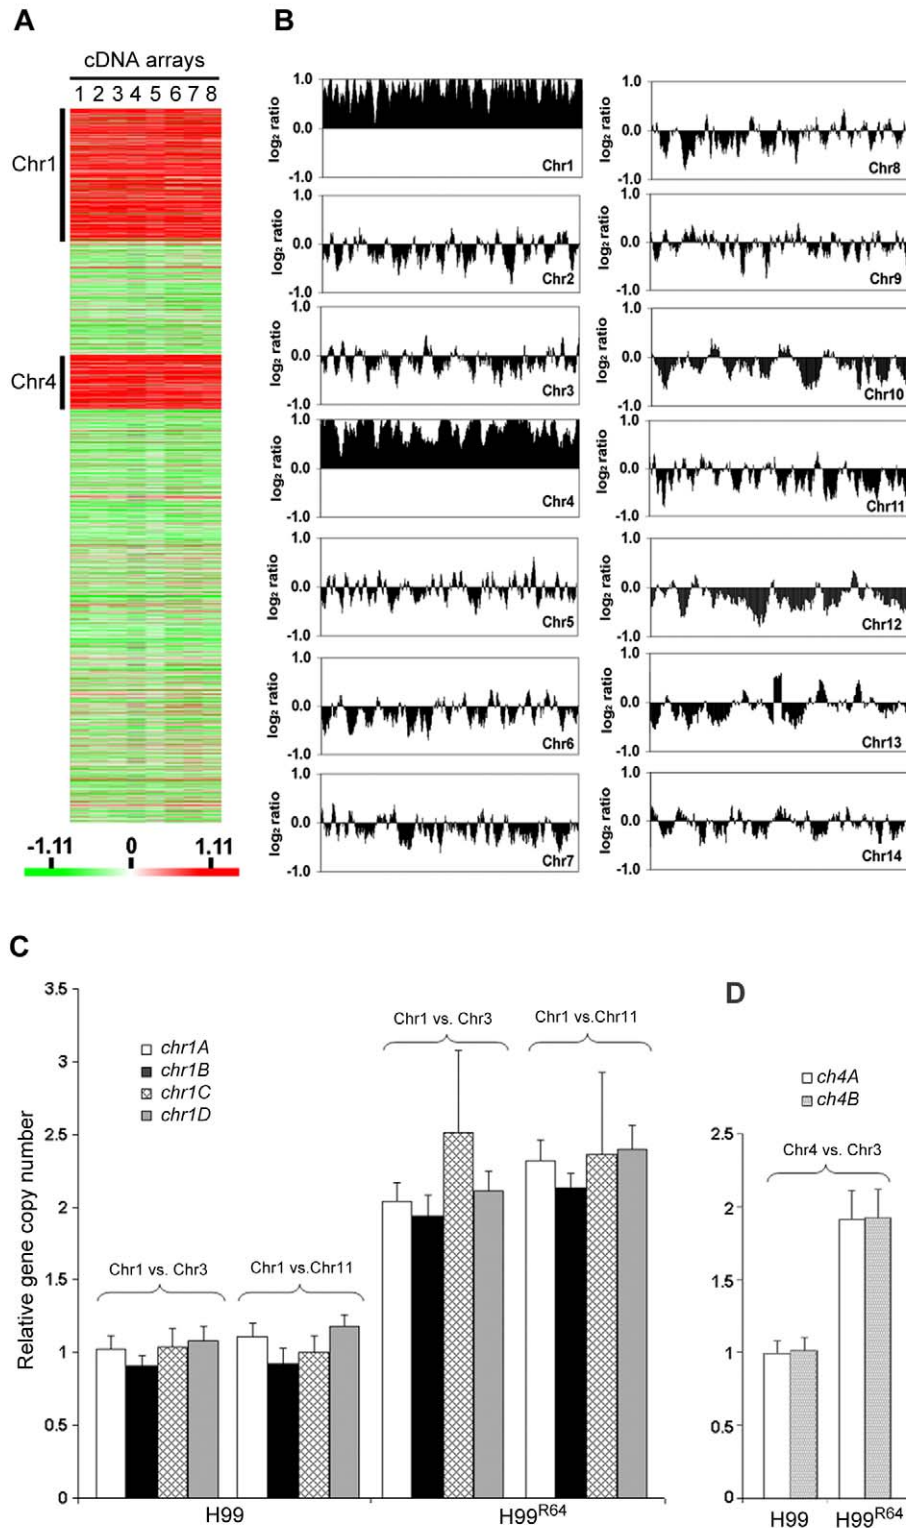 A
cDNA arrays
1 2 3 4 5 6 7 8
Chr1
Chr4
-1.11 0 1.11
B
log₂ ratio
1.0
0.0
-1.0
Chr1
log₂ ratio
1.0
0.0
-1.0
Chr2
log₂ ratio
1.0
0.0
-1.0
Chr3
log₂ ratio
1.0
0.0
-1.0
Chr4
log₂ ratio
1.0
0.0
-1.0
Chr5
log₂ ratio
1.0
0.0
-1.0
Chr6
log₂ ratio
1.0
0.0
-1.0
Chr7
log₂ ratio
1.0
0.0
-1.0
Chr8
log₂ ratio
1.0
0.0
-1.0
Chr9
log₂ ratio
1.0
0.0
-1.0
Chr10
log₂ ratio
1.0
0.0
-1.0
Chr11
log₂ ratio
1.0
0.0
-1.0
Chr12
log₂ ratio
1.0
0.0
-1.0
Chr13
log₂ ratio
1.0
0.0
-1.0
Chr14
C
Relative gene copy number
3.5
3
2.5
2
1.5
1
0.5
0
chr1A
chr1B
chr1C
chr1D
Chr1 vs. Chr3
Chr1 vs.Chr11
Chr1 vs. Chr3
Chr1 vs.Chr11
H99
H99R64
D
ch4A
ch4B
2.5
2
1.5
1
0.5
0
Chr4 vs. Chr3
H99
H99R64